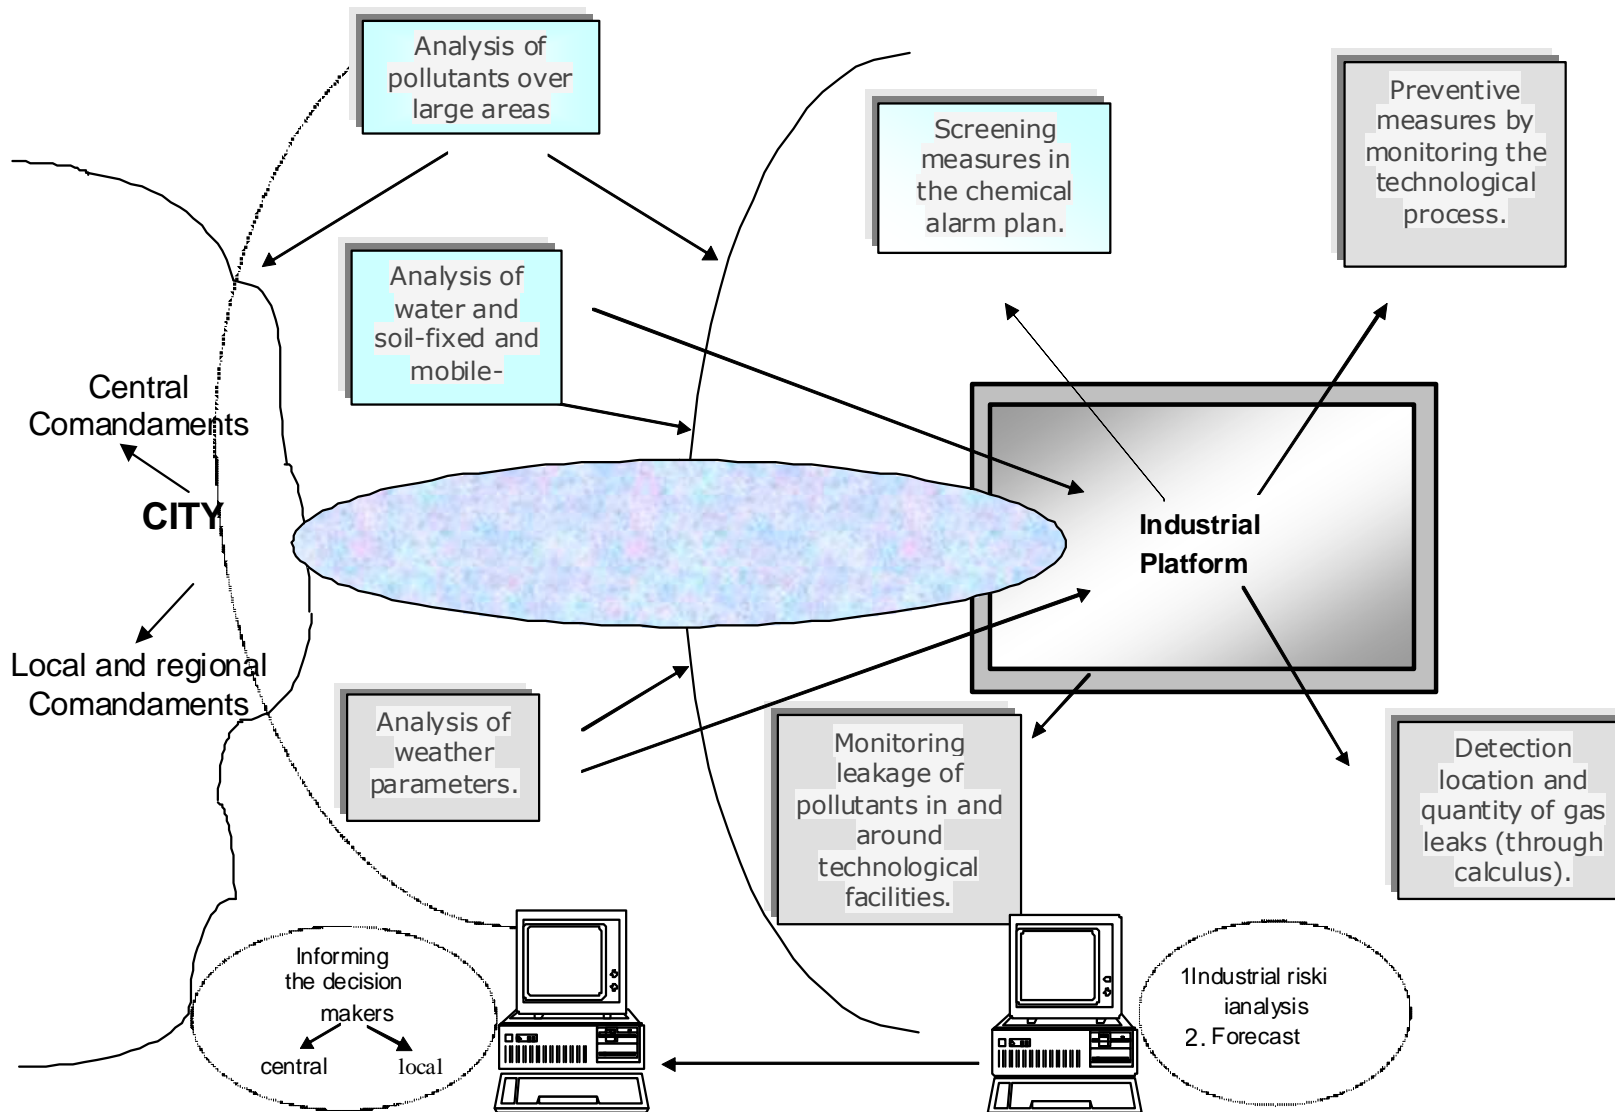 Analysis of
pollutants over
large areas
Screening
measures in
the chemical
alarm plan.
Preventive
measures by
monitoring the
technological
process.
Analysis of
water and
soil-fixed and
mobile-
Central
Comandaments
CITY
Local and regional
Comandaments
Industrial
Platform
Analysis of
weather
parameters.
Monitoring
leakage of
pollutants in and
around
technological
facilities.
Detection
location and
quantity of gas
leaks (through
calculus).
Informing
the decision
makers
central
local
1Industrial riski
ianalysis
2. Forecast